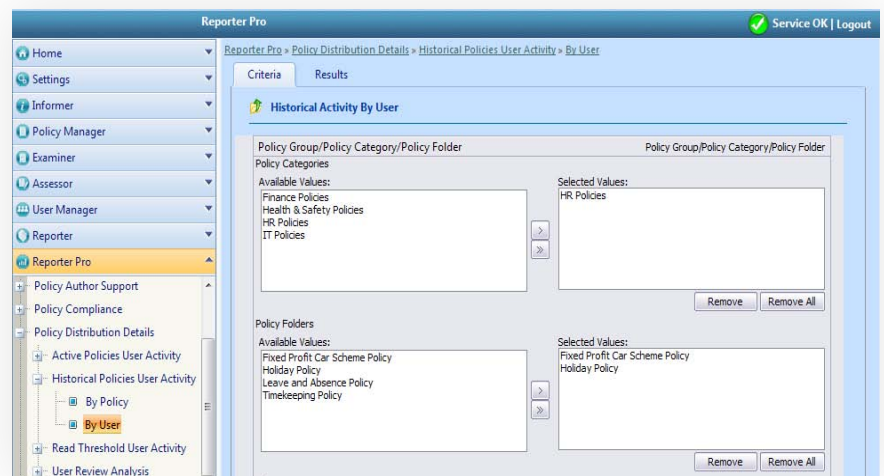 Reporter Pro
Service OK | Logout
Home
Settings
Informer
Policy Manager
Examiner
Assessor
User Manager
Reporter
Reporter Pro
Policy Author Support
Policy Compliance
Policy Distribution Details
Active Policies User Activity
Historical Policies User Activity
By Policy
By User
Read Threshold User Activity
User Review Analysis
Reporter Pro » Policy Distribution Details » Historical Policies User Activity » By User
Criteria Results
Historical Activity By User
Policy Group/Policy Category/Policy Folder Policy Group/Policy Category/Policy Folder
Policy Categories
Available Values:
Finance Policies
Health & Safety Policies
HR Policies
IT Policies
>
»
Selected Values:
HR Policies
Remove Remove All
Policy Folders
Available Values:
Fixed Profit Car Scheme Policy
Holiday Policy
Leave and Absence Policy
Timekeeping Policy
>
»
Selected Values:
Fixed Profit Car Scheme Policy
Holiday Policy
Remove Remove All